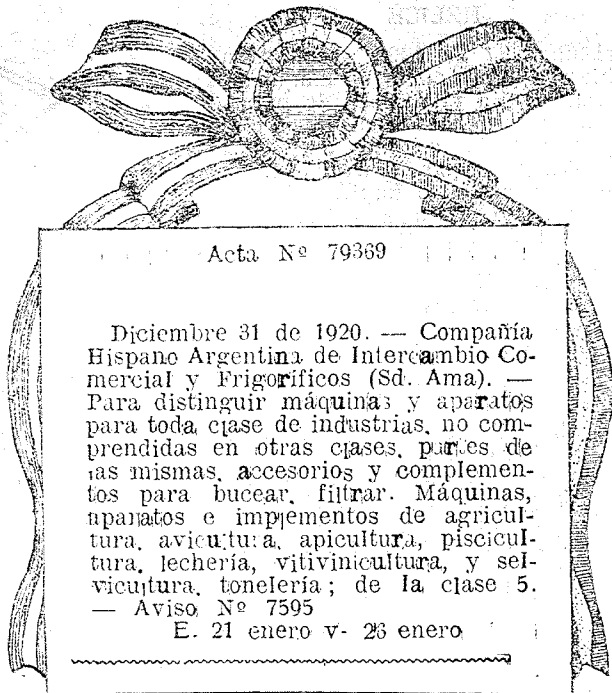 Acta Nº 79369
Diciembre 31 de 1920. — Compañía
Hispano Argentina de Intercambio Co-
mercial y Frigoríficos (Sd. Ama). —
Para distinguir máquinas y aparatos
para toda clase de industrias, no com-
prendidas en otras clases, partes de
las mismas, accesorios y complemen-
tos para bucear, filtrar. Máquinas,
aparatos e implementos de agricul-
tura, avicultura, apicultura, piscicul-
tura, lechería, vitivinicultura, y sel-
vicultura, tonelería; de la clase 5.
— Aviso Nº 7595
E. 21 enero v- 26 enero